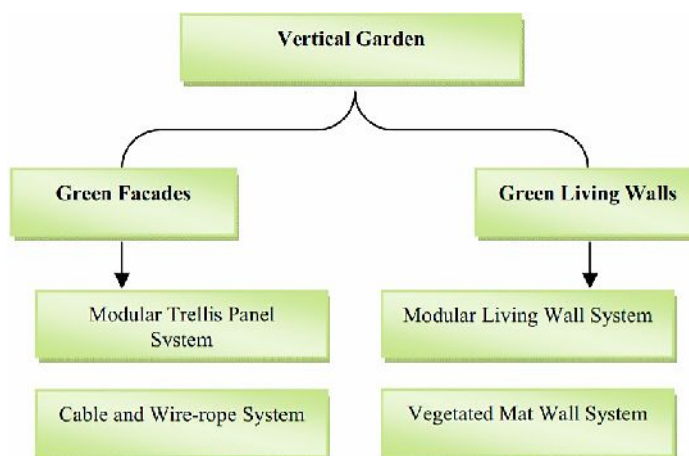 Vertical Garden
Green Facades
Green Living Walls
Modular Trellis Panel
System
Modular Living Wall System
Cable and Wire-rope System
Vegetated Mat Wall System